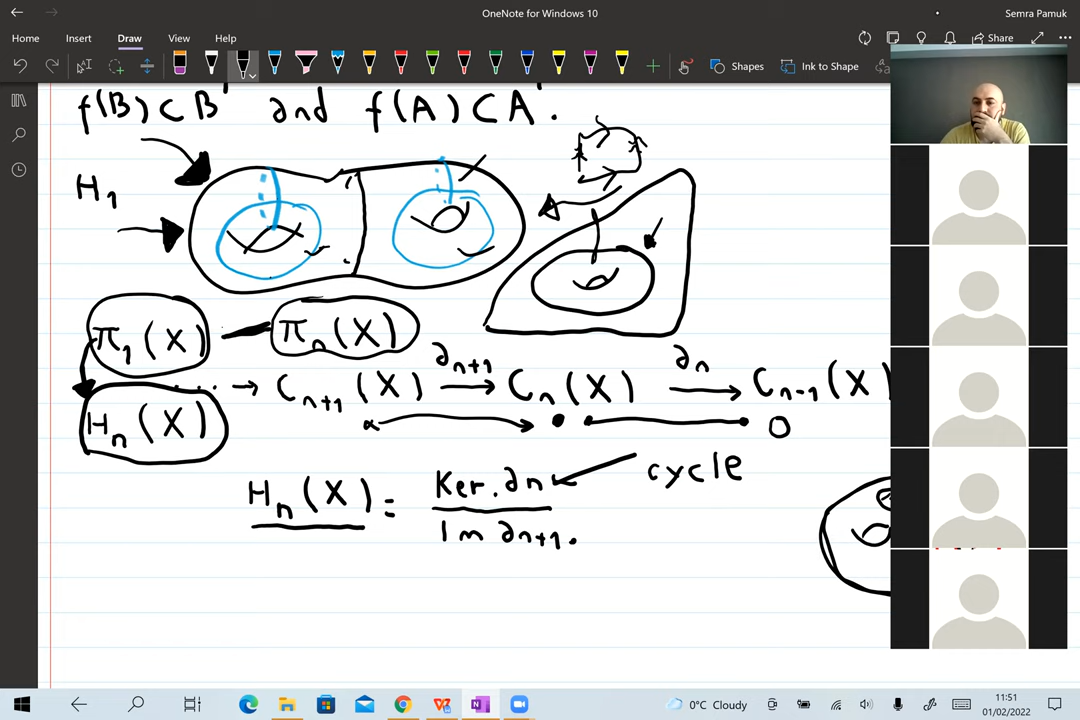 OneNote for Windows 10
Semra Pamuk
Home Insert Draw View Help
Share
Shapes Ink to Shape
f(B)⊂B' and f(A)⊂A'.
H₁
π₁(X) — πₙ(X)
∂ₙ₊₁ ∂ₙ
... → Cₙ₊₁(X) → Cₙ(X) → Cₙ₋₁(X)
Hₙ(X)
0
cycle
Hₙ(X) = Ker.∂ₙ
Im ∂ₙ₊₁.
0°C Cloudy
11:51
01/02/2022